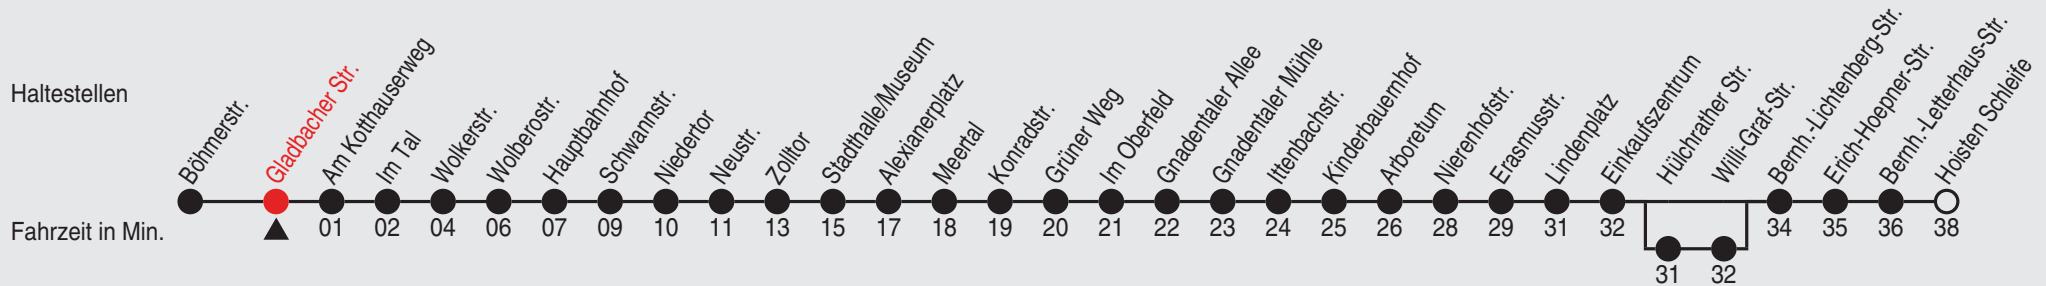 Haltestellen
Böhmerstr.
Gladbacher Str.
Am Kotthauserweg
Im Tal
Wolkerstr.
Wolberostr.
Hauptbahnhof
Schwannstr.
Niedertor
Neustr.
Zolltor
Stadthalle/Museum
Alexianerplatz
Meertal
Konradstr.
Grüner Weg
Im Oberfeld
Gnadentaler Allee
Gnadentaler Mühle
Ittenbachstr.
Kinderbauernhof
Arboretum
Nierenhofstr.
Erasmusstr.
Lindenplatz
Einkaufszentrum
Hülchrather Str.
Willi-Graf-Str.
Bernh.-Lichtenberg-Str.
Erich-Hoepner-Str.
Bernh.-Letterhaus-Str.
Hoisten Schleife
Fahrzeit in Min.
01 02 04 06 07 09 10 11 13 15 17 18 19 20 21 22 23 24 25 26 28 29 31 32 34 35 36 38
31 32